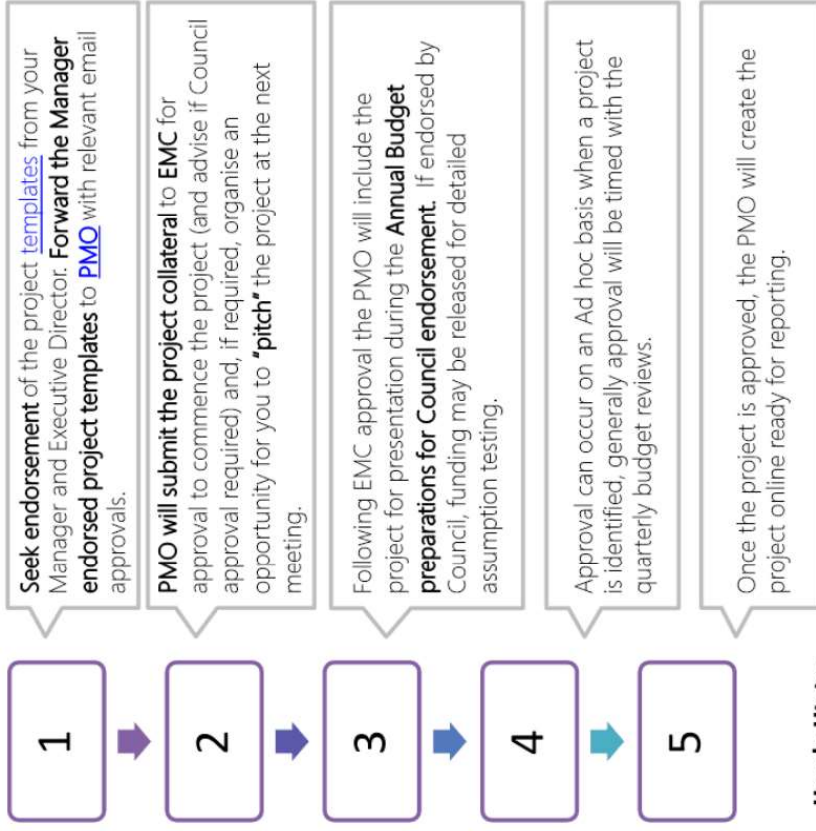 1
Seek endorsement of the project templates from your
Manager and Executive Director. Forward the Manager
endorsed project templates to PMO with relevant email
approvals.
2
PMO will submit the project collateral to EMC for
approval to commence the project (and advise if Council
approval required) and, if required, organise an
opportunity for you to "pitch" the project at the next
meeting.
3
Following EMC approval the PMO will include the
project for presentation during the Annual Budget
preparations for Council endorsement. If endorsed by
Council, funding may be released for detailed
assumption testing.
4
Approval can occur on an Ad hoc basis when a project
is identified, generally approval will be timed with the
quarterly budget reviews.
5
Once the project is approved, the PMO will create the
project online ready for reporting.